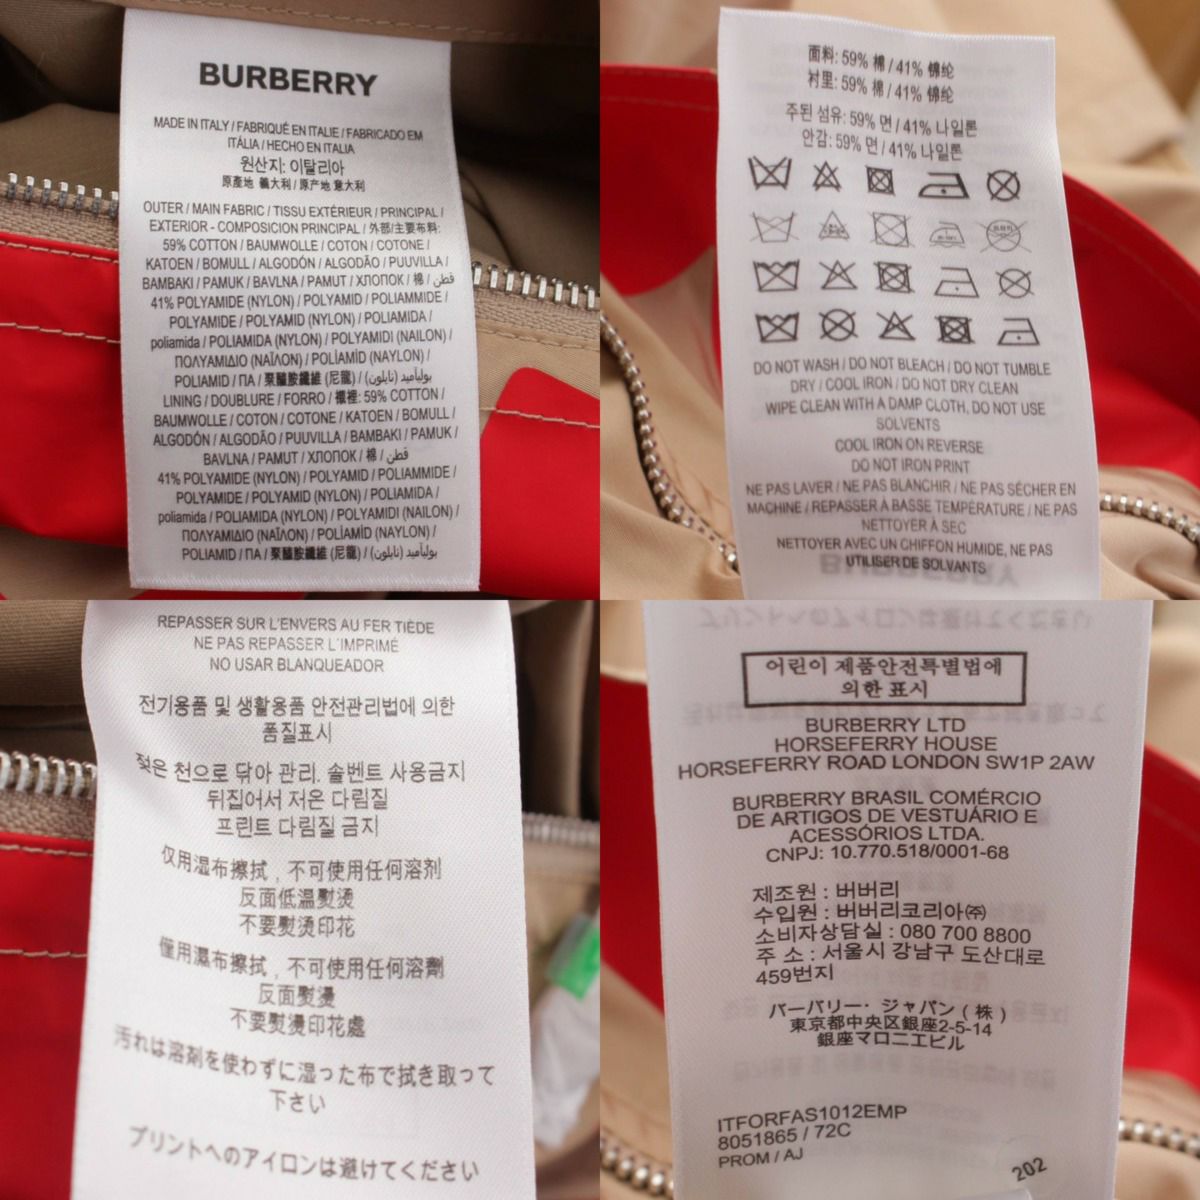 BURBERRY
MADE IN ITALY / FABRIQUÉ EN ITALIE / FABRICADO EM
ITÁLIA / HECHO EN ITALIA
원산지: 이탈리아
原產地 義大利 / 原产地 意大利
OUTER / MAIN FABRIC / TISSU EXTÉRIEUR / PRINCIPAL /
EXTERIOR - COMPOSICIÓN PRINCIPAL / 外部/主要布料:
59% COTTON / BAUMWOLLE / COTON / COTONE /
KATOEN / BOMULL / ALGODÓN / ALGODÃO / PUUVILLA /
BAMBAKI / PAMUK / BAVLNA / PAMUT / ХЛОПОК / 棉 / قطن /
41% POLYAMIDE (NYLON) / POLYAMID / POLIAMMIDE /
POLYAMIDE / POLYAMID (NYLON) / POLIAMIDA /
poliamida / POLIAMIDA (NYLON) / POLYAMIDI (NAILON) /
ΠΟΛΥΑΜΙΔΙΟ (ΝΑΪΛΟΝ) / POLİAMİD (NAYLON) /
POLIAMID / ПА / 聚醯胺纖維 (尼龍) / بوليأميد (نايلون) /
LINING / DOUBLURE / FORRO / 襯裡: 59% COTTON /
BAUMWOLLE / COTON / COTONE / KATOEN / BOMULL /
ALGODÓN / ALGODÃO / PUUVILLA / BAMBAKI / PAMUK /
BAVLNA / PAMUT / ХЛОПОК / 棉 / قطن /
41% POLYAMIDE (NYLON) / POLYAMID / POLIAMMIDE /
POLYAMIDE / POLYAMID (NYLON) / POLIAMIDA /
poliamida / POLIAMIDA (NYLON) / POLYAMIDI (NAILON) /
ΠΟΛΥΑΜΙΔΙΟ (ΝΑΪΛΟΝ) / POLİAMİD (NAYLON) /
POLIAMID / ПА / 聚醯胺纖維 (尼龍) / بوليأميد (نايلون) /
面料: 59% 棉 / 41% 锦纶
衬里: 59% 棉 / 41% 锦纶
주된 섬유: 59% 면 / 41% 나일론
안감: 59% 면 / 41% 나일론
DO NOT WASH / DO NOT BLEACH / DO NOT TUMBLE
DRY / COOL IRON / DO NOT DRY CLEAN
WIPE CLEAN WITH A DAMP CLOTH, DO NOT USE
SOLVENTS
COOL IRON ON REVERSE
DO NOT IRON PRINT
NE PAS LAVER / NE PAS BLANCHIR / NE PAS SÉCHER EN
MACHINE / REPASSER À BASSE TEMPÉRATURE / NE PAS
NETTOYER À SEC
NETTOYER AVEC UN CHIFFON HUMIDE, NE PAS
UTILISER DE SOLVANTS
REPASSER SUR L'ENVERS AU FER TIÈDE
NE PAS REPASSER L'IMPRIMÉ
NO USAR BLANQUEADOR
전기용품 및 생활용품 안전관리법에 의한
품질표시
젖은 천으로 닦아 관리. 솔벤트 사용금지
뒤집어서 저온 다림질
프린트 다림질 금지
仅用湿布擦拭，不可使用任何溶剂
反面低温熨烫
不要熨烫印花
僅用濕布擦拭，不可使用任何溶劑
反面熨燙
不要熨燙印花處
汚れは溶剤を使わずに湿った布で拭き取って
下さい
プリントへのアイロンは避けてください
어린이 제품안전특별법에
의한 표시
BURBERRY LTD
HORSEFERRY HOUSE
HORSEFERRY ROAD LONDON SW1P 2AW
BURBERRY BRASIL COMÉRCIO
DE ARTIGOS DE VESTUÁRIO E
ACESSÓRIOS LTDA.
CNPJ: 10.770.518/0001-68
제조원 : 버버리
수입원 : 버버리코리아㈜
소비자상담실 : 080 700 8800
주 소 : 서울시 강남구 도산대로
459번지
バーバリー・ジャパン (株)
東京都中央区銀座2-5-14
銀座マロニエビル
ITFORFAS1012EMP
8051865 / 72C
PROM / AJ
202